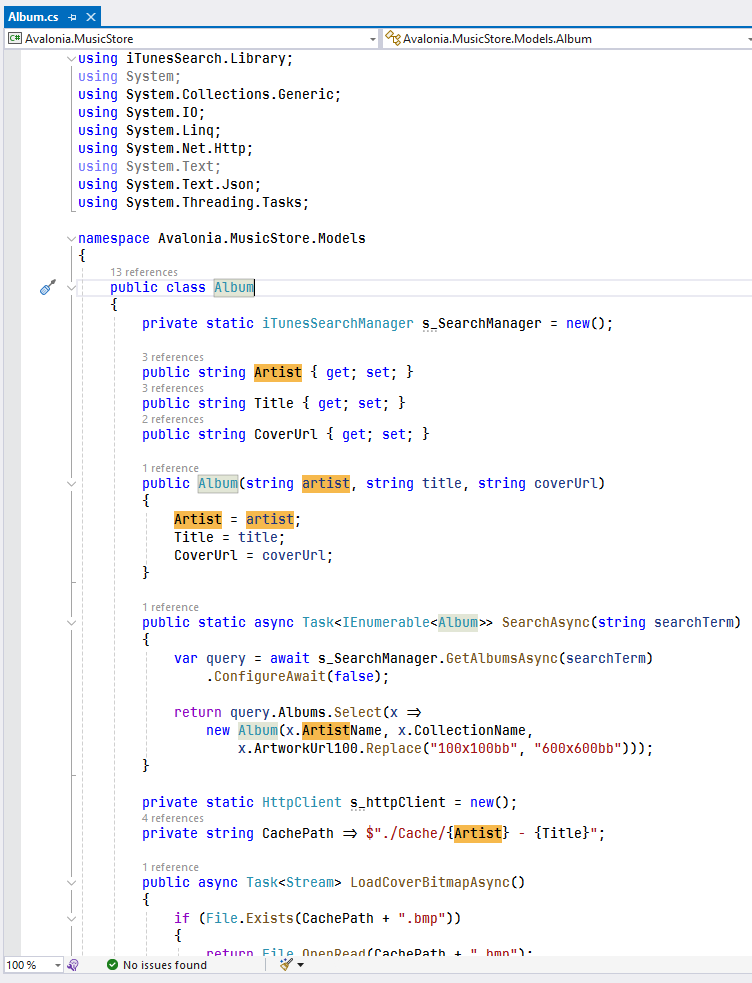 Album.cs
C# Avalonia.MusicStore
Avalonia.MusicStore.Models.Album
using iTunesSearch.Library;
using System;
using System.Collections.Generic;
using System.IO;
using System.Linq;
using System.Net.Http;
using System.Text;
using System.Text.Json;
using System.Threading.Tasks;
namespace Avalonia.MusicStore.Models
{
13 references
public class Album
{
private static iTunesSearchManager s_SearchManager = new();
3 references
public string Artist { get; set; }
3 references
public string Title { get; set; }
2 references
public string CoverUrl { get; set; }
1 reference
public Album(string artist, string title, string coverUrl)
{
Artist = artist;
Title = title;
CoverUrl = coverUrl;
}
1 reference
public static async Task<IEnumerable<Album>> SearchAsync(string searchTerm)
{
var query = await s_SearchManager.GetAlbumsAsync(searchTerm)
.ConfigureAwait(false);
return query.Albums.Select(x =>
new Album(x.ArtistName, x.CollectionName,
x.ArtworkUrl100.Replace("100x100bb", "600x600bb")));
}
private static HttpClient s_httpClient = new();
4 references
private string CachePath => $"./Cache/{Artist} - {Title}";
1 reference
public async Task<Stream> LoadCoverBitmapAsync()
{
if (File.Exists(CachePath + ".bmp"))
{
return File.OpenRead(CachePath + ".bmp");
100 %
No issues found